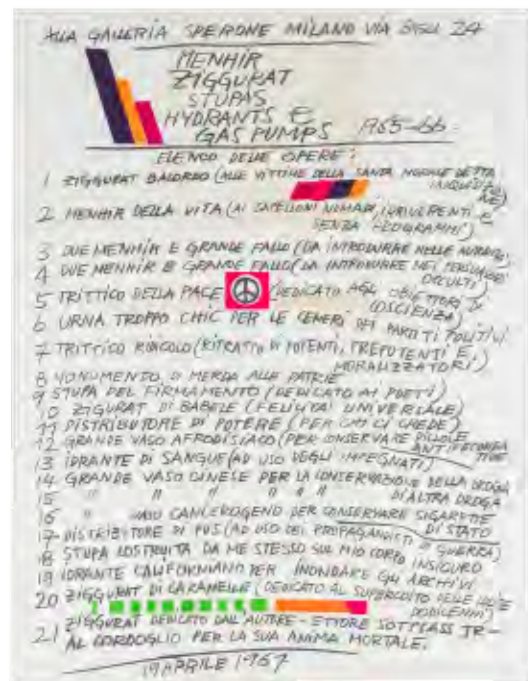 ALLA GALLERIA SPERONE MILANO VIA BIGLI 24
MENHIR
ZIGGURAT
STUPAS
HYDRANTS E
GAS PUMPS 1965-66
ELENCO DELLE OPERE:
1 ZIGGURAT BALORDO (ALLE VITTIME DELLA SANTA NORMALE DETTA
2 MENHIR DELLA VITA (AI CAPELLONI NOMADI, IRRIVERENTI E
SENZA PROGRAMMI)
3 DUE MENHIR E GRANDE FALLO (DA INTRODURRE NELLE
4 DUE MENHIR E GRANDE FALLO (DA INTRODURRE NEI PERSUASORI
OCCULTI)
5 TRITTICO DELLA PACE (DEDICATO AGLI OBIETTORI DI
COSCIENZA)
6 URNA TROPPO CHIC PER LE CENERI DEI PARTITI POLITICI
7 TRITTICO RIDICOLO (RITRATTO DI POTENTI, PREPOTENTI E
MORALIZZATORI)
8 MONUMENTO DI MERDA ALLE PATRIE
9 STUPA DEL FIRMAMENTO (DEDICATO AI POETI)
10 ZIGURAT DI BABELE (FELICITA' UNIVERSALE)
11 DISTRIBUTORE DI POTERE (PER CHI CI CREDE)
12 GRANDE VASO AFRODISIACO (PER CONSERVARE PILLOLE
ANTIFECONDA
TIVE
13 IDRANTE DI SANGUE (AD USO DEGLI IMPEGNATI)
14 GRANDE VASO CINESE PER LA CONSERVAZIONE DELLA DROGA
15 " " " " " D'ALTRA DROGA
16 " VASO CANCEROGENO PER CONSERVARE SIGARETTE
DI STATO
17 DISTRIBUTORE DI PUS (AD USO DEI PROPAGANDISTI DI GUERRA)
18 STUPA COSTRUITA DA ME STESSO SUL MIO CORPO INSICURO
19 IDRANTE CALIFORNIANO PER INONDARE GLI ARCHIVI
20 ZIGGURAT DI CARAMELLE (DEDICATO AL SUPERCULTO DELLE
21 ZIGGURAT DEDICATO DALL'AUTORE - ETTORE SOTTSASS JR -
AL CORDOGLIO PER LA SUA ANIMA MORTALE.
19 APRILE 1967